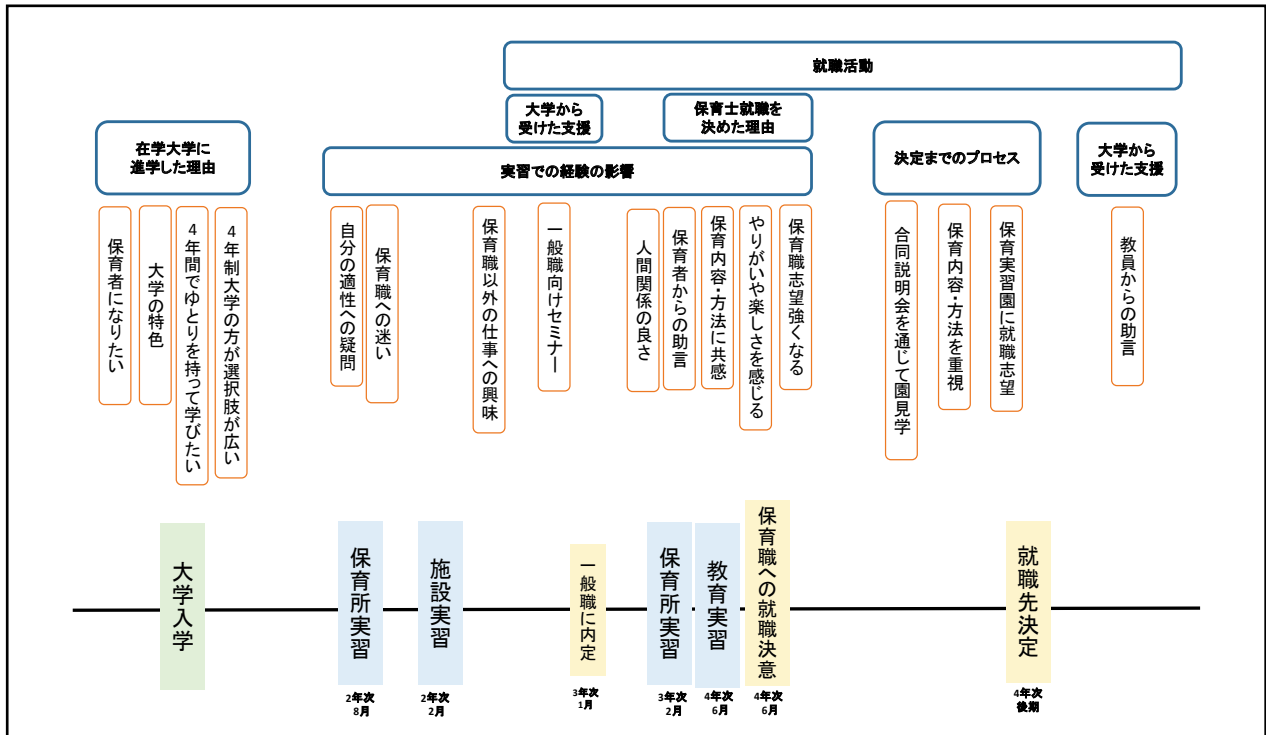 就職活動
大学から
受けた支援
保育士就職を
決めた理由
在学大学に
進学した理由
実習での経験の影響
決定までのプロセス
大学から
受けた支援
保育者になりたい
大学の特色
4年間でゆとりを持って学びたい
4年制大学の方が選択肢が広い
自分の適性への疑問
保育職への迷い
保育職以外の仕事への興味
一般職向けセミナー
人間関係の良さ
保育者からの助言
保育内容・方法に共感
やりがいや楽しさを感じる
保育職志望強くなる
合同説明会を通じて園見学
保育内容・方法を重視
保育実習園に就職志望
教員からの助言
大学入学
保育所実習
施設実習
一般職に内定
保育所実習
教育実習
保育職への就職決意
就職先決定
2年次
8月
2年次
2月
3年次
1月
3年次
2月
4年次
6月
4年次
6月
4年次
後期